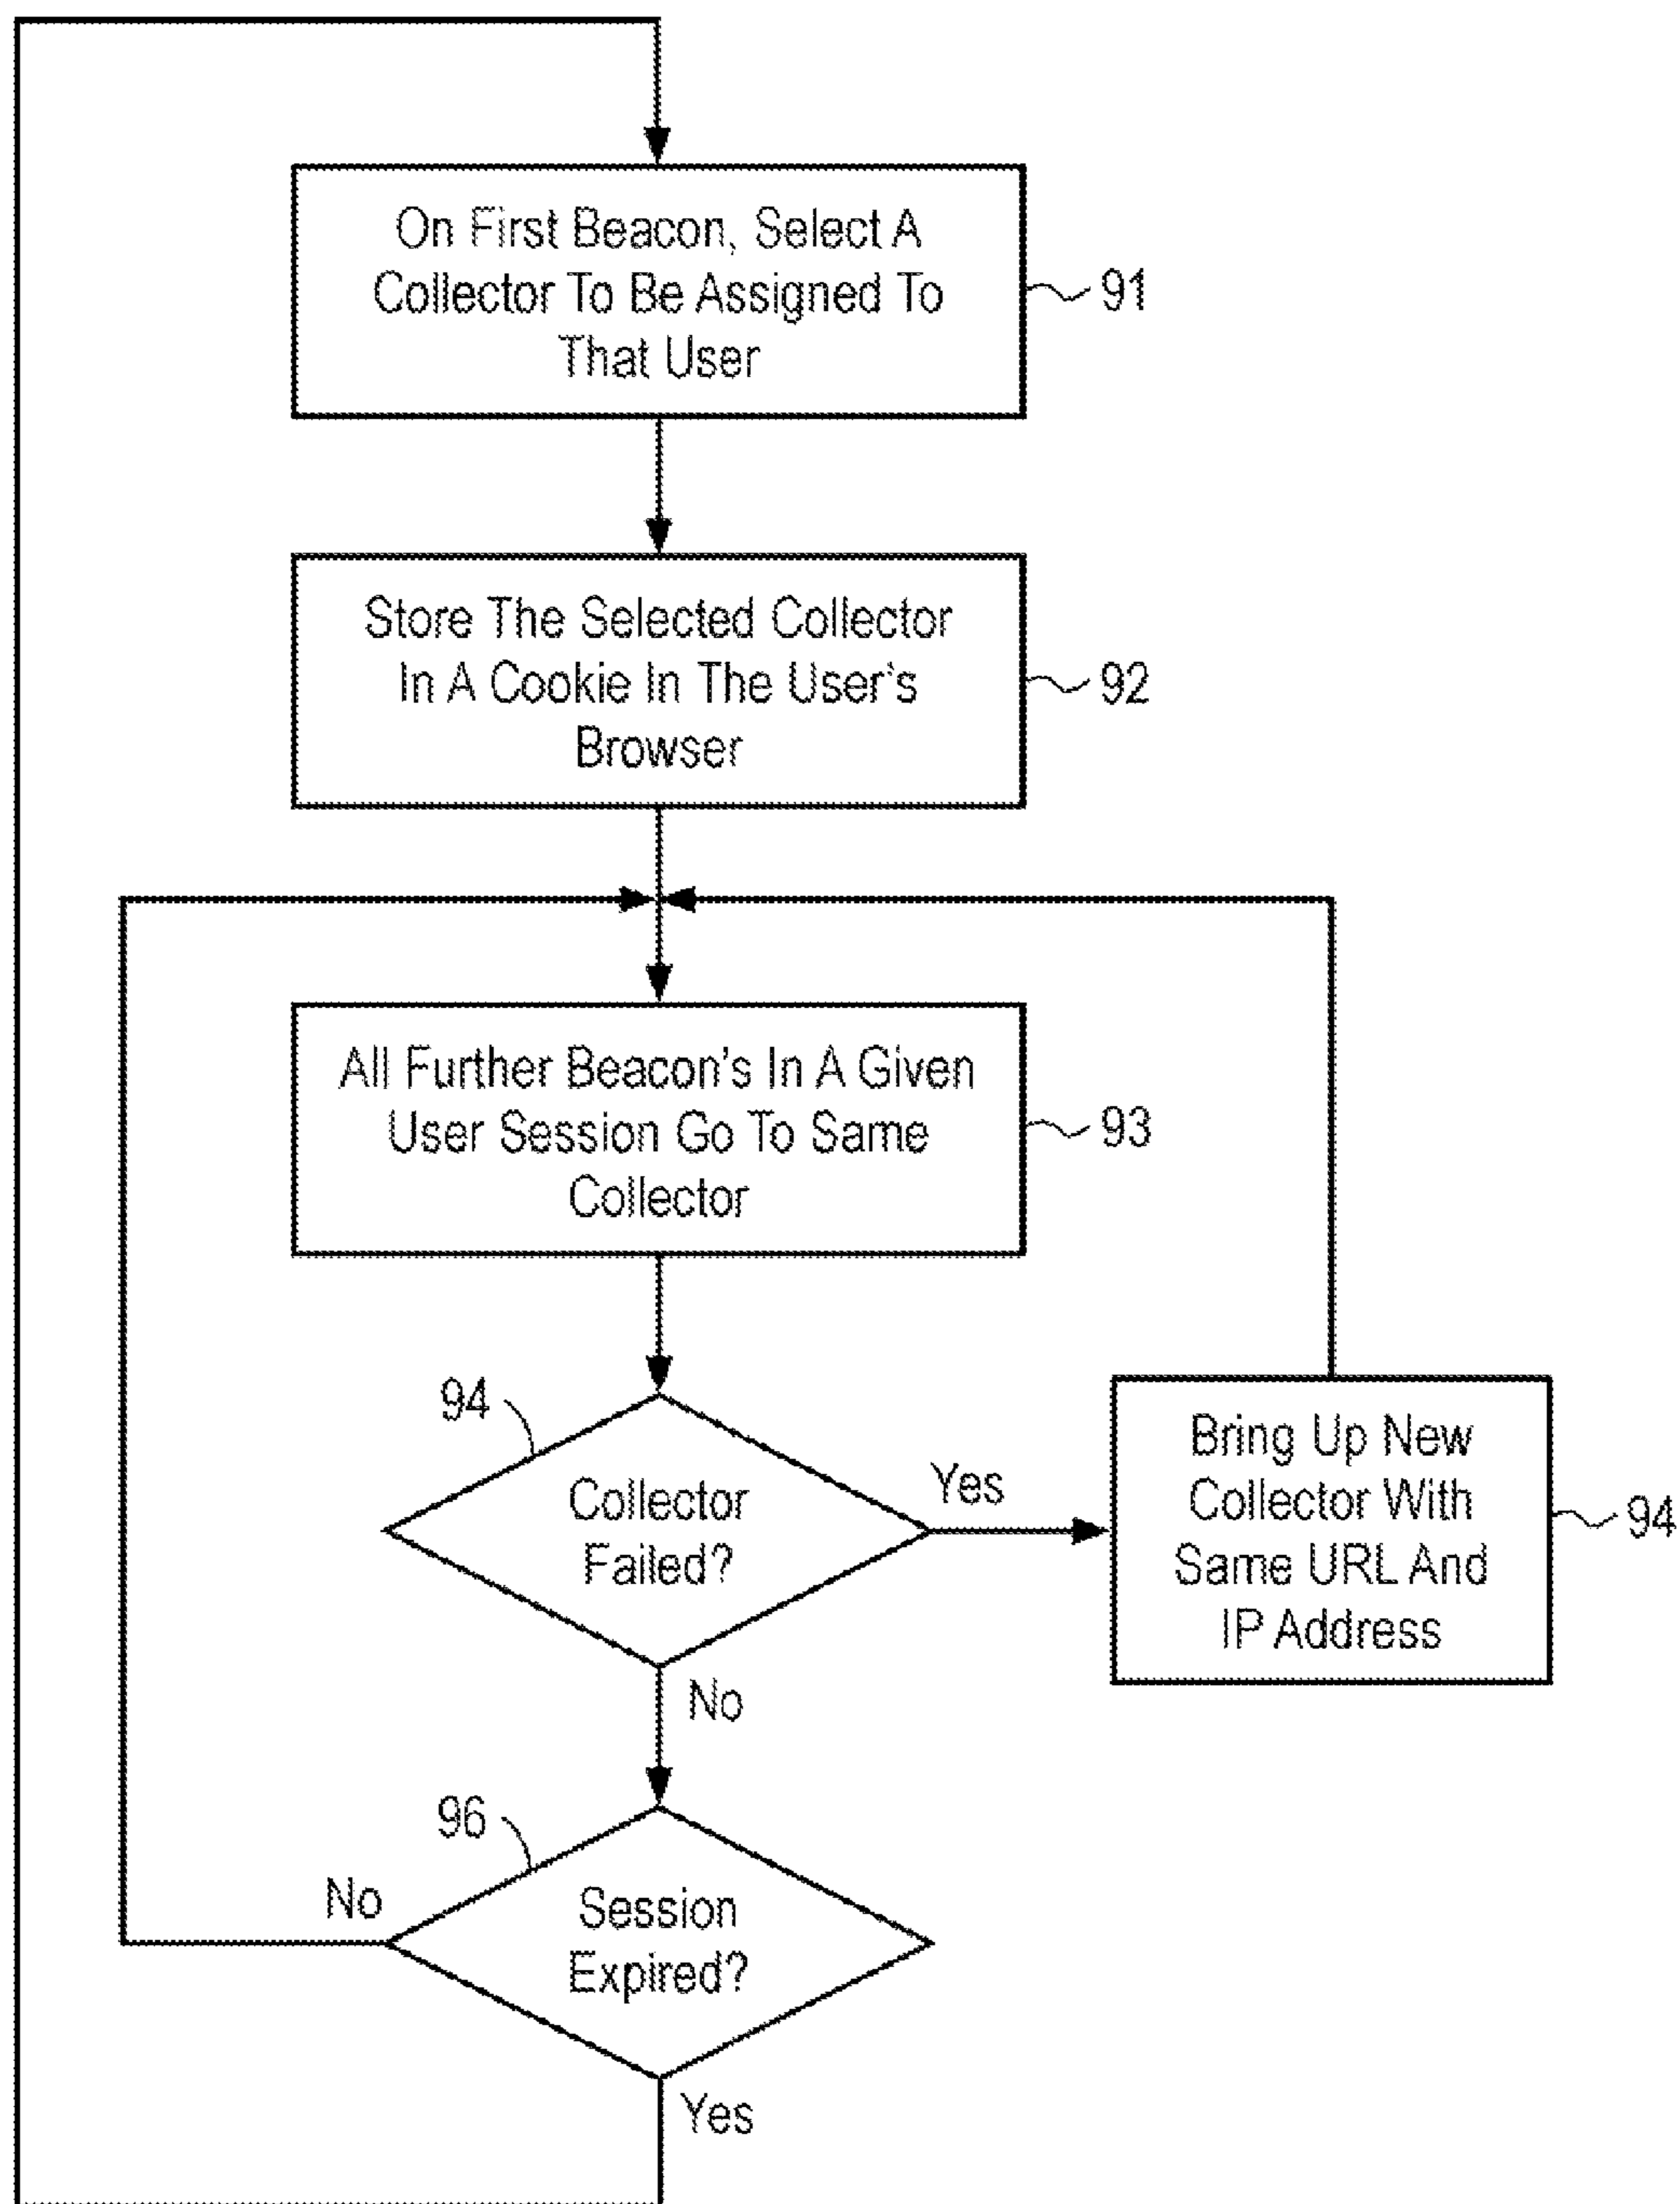 On First Beacon, Select A
Collector To Be Assigned To
That User
91
Store The Selected Collector
In A Cookie In The User's
Browser
92
All Further Beacon's In A Given
User Session Go To Same
Collector
93
94
Collector
Failed?
Yes
No
Bring Up New
Collector With
Same URL And
IP Address
94
96
Session
Expired?
No
Yes